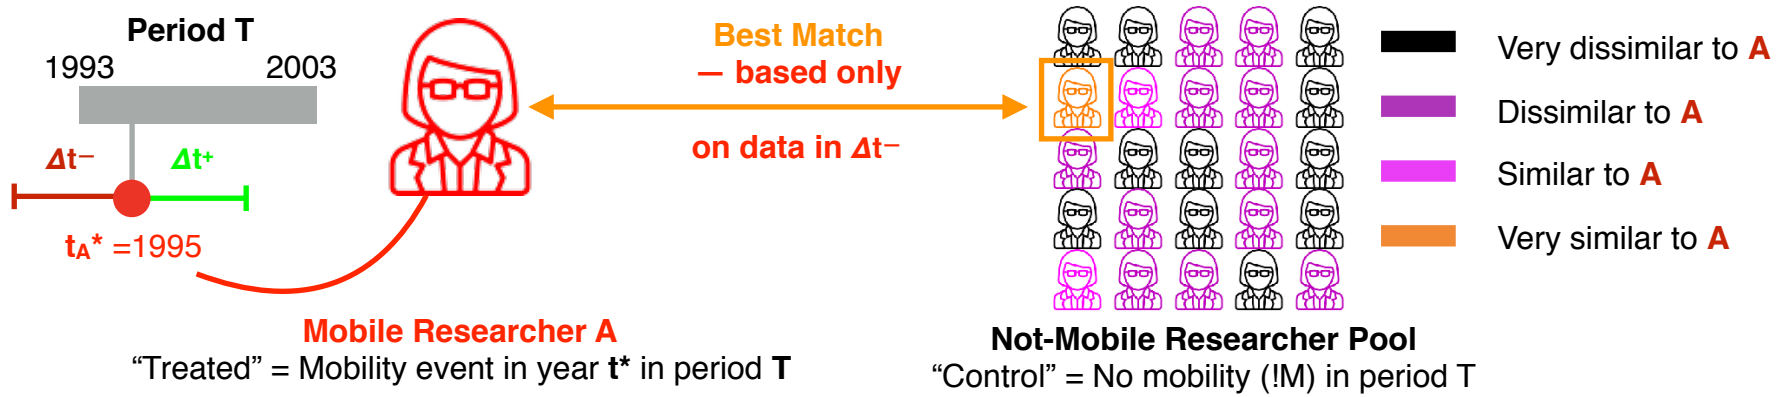 Period T
1993 2003
Δt− Δt+
tA* =1995
Best Match
— based only
on data in Δt−
Mobile Researcher A
“Treated” = Mobility event in year t* in period T
Not-Mobile Researcher Pool
“Control” = No mobility (!M) in period T
Very dissimilar to A
Dissimilar to A
Similar to A
Very similar to A